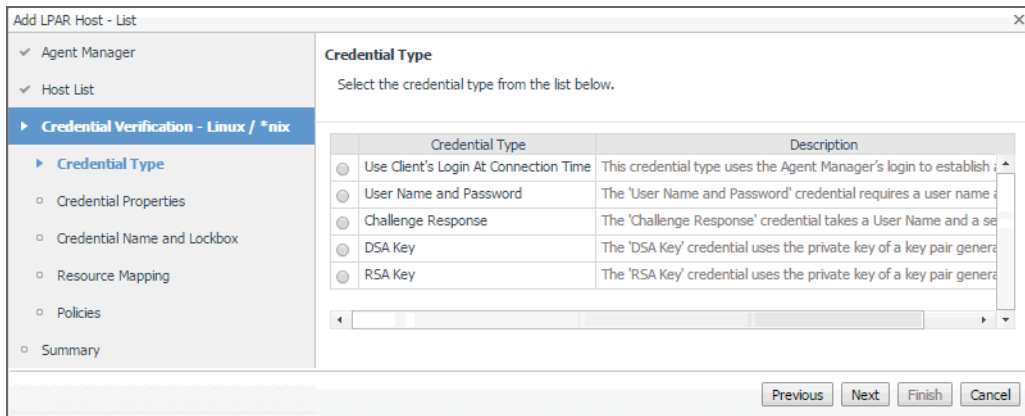 Add LPAR Host - List
Agent Manager
Host List
Credential Verification - Linux / *nix
Credential Type
Credential Properties
Credential Name and Lockbox
Resource Mapping
Policies
Summary
Credential Type
Select the credential type from the list below.
Credential Type Description
Use Client's Login At Connection Time This credential type uses the Agent Manager's login to establish
User Name and Password The 'User Name and Password' credential requires a user name
Challenge Response The 'Challenge Response' credential takes a User Name and a se
DSA Key The 'DSA Key' credential uses the private key of a key pair genera
RSA Key The 'RSA Key' credential uses the private key of a key pair genera
Previous Next Finish Cancel